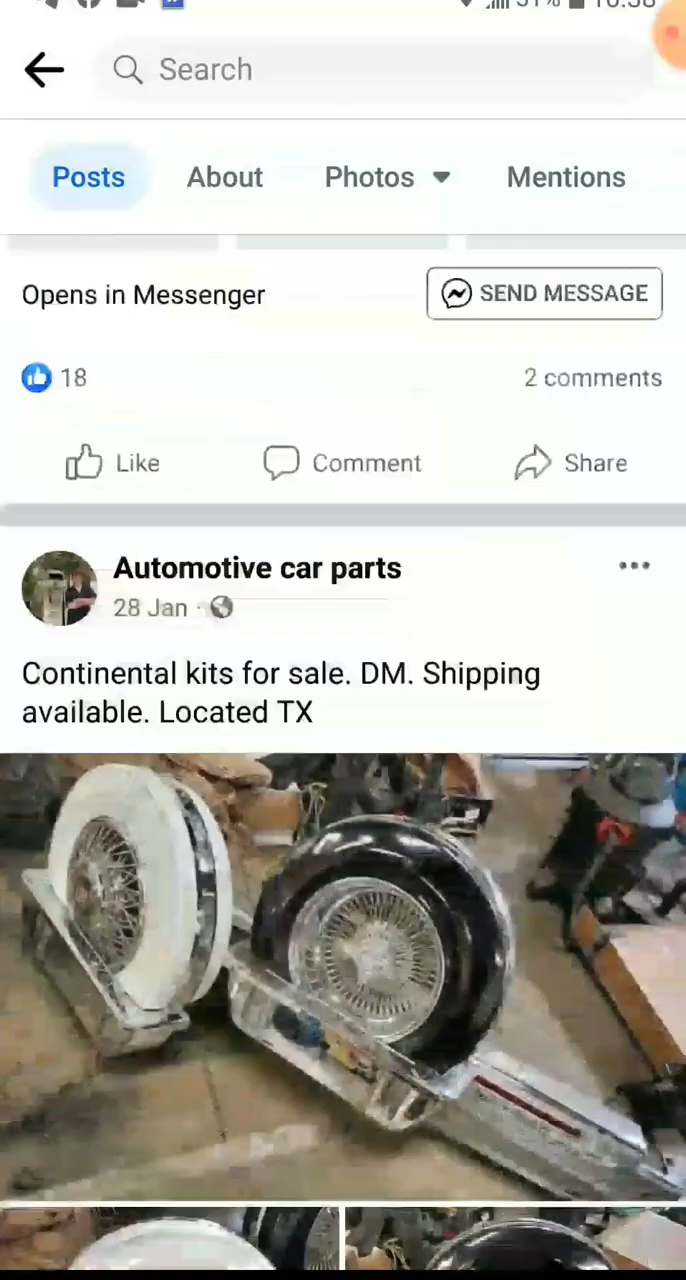 Search
Posts About Photos Mentions
Opens in Messenger SEND MESSAGE
18 2 comments
Like Comment Share
Automotive car parts
28 Jan ·
Continental kits for sale. DM. Shipping
available. Located TX